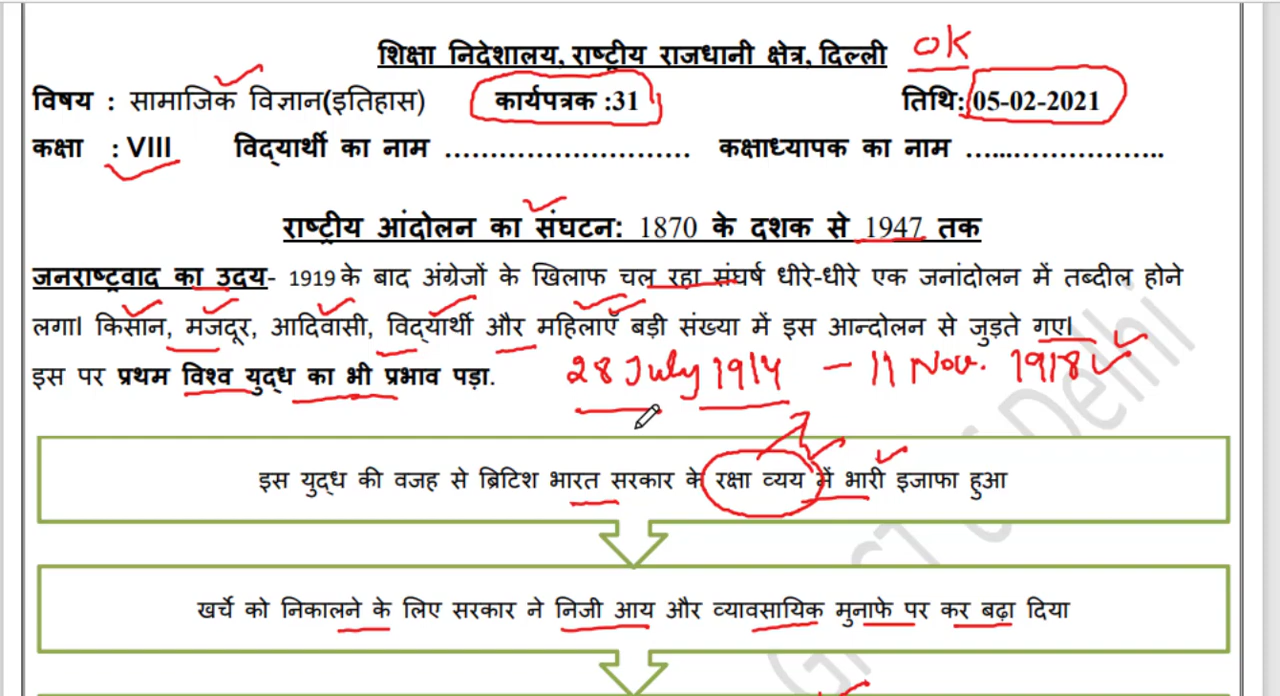 शिक्षा निदेशालय, राष्ट्रीय राजधानी क्षेत्र, दिल्ली OK
विषय : सामाजिक विज्ञान(इतिहास) कार्यपत्रक :31 तिथि: 05-02-2021
कक्षा : VIII विद्यार्थी का नाम ……………………….. कक्षाध्यापक का नाम …...………………..
राष्ट्रीय आंदोलन का संघटन: 1870 के दशक से 1947 तक
जनराष्ट्रवाद का उदय- 1919 के बाद अंग्रेजों के खिलाफ चल रहा संघर्ष धीरे-धीरे एक जनांदोलन में तब्दील होने
लगा। किसान, मजदूर, आदिवासी, विद्यार्थी और महिलाएँ बड़ी संख्या में इस आन्दोलन से जुड़ते गए।
इस पर प्रथम विश्व युद्ध का भी प्रभाव पड़ा. 28 July 1914 – 11 Nov. 1918
इस युद्ध की वजह से ब्रिटिश भारत सरकार के रक्षा व्यय में भारी इजाफा हुआ
खर्चे को निकालने के लिए सरकार ने निजी आय और व्यावसायिक मुनाफे पर कर बढ़ा दिया